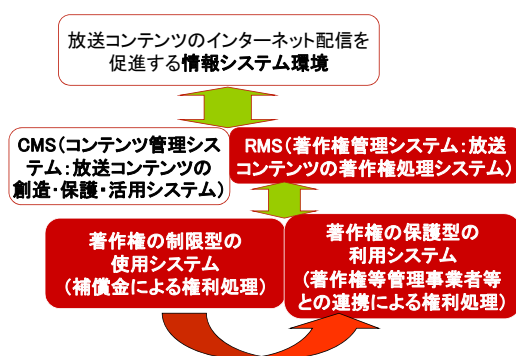 放送コンテンツのインターネット配信を
促進する情報システム環境
CMS(コンテンツ管理シス
テム:放送コンテンツの
創造・保護・活用システム)
RMS(著作権管理システム:放送
コンテンツの著作権処理システム)
著作権の制限型の
使用システム
(補償金による権利処理)
著作権の保護型の
利用システム
(著作権等管理事業者等
との連携による権利処理)